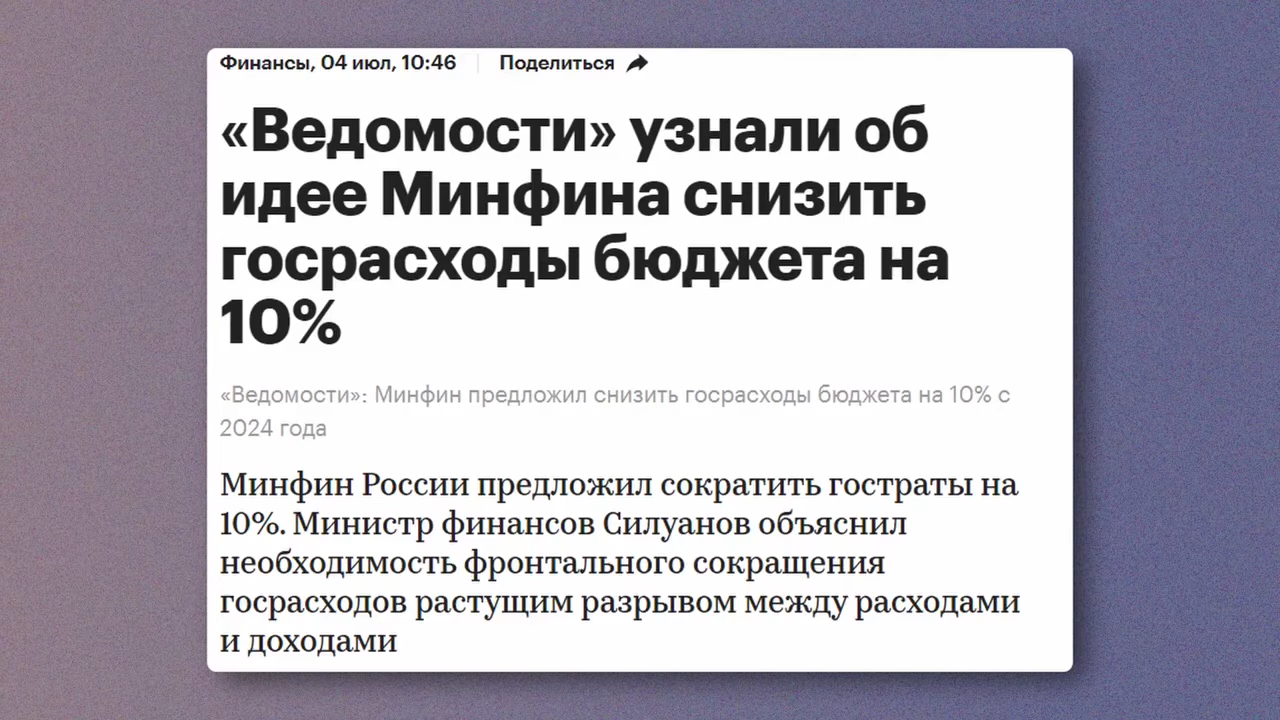 Финансы, 04 июл, 10:46 Поделиться
«Ведомости» узнали об
идее Минфина снизить
госрасходы бюджета на
10%
«Ведомости»: Минфин предложил снизить госрасходы бюджета на 10% с
2024 года
Минфин России предложил сократить гостраты на
10%. Министр финансов Силуанов объяснил
необходимость фронтального сокращения
госрасходов растущим разрывом между расходами
и доходами